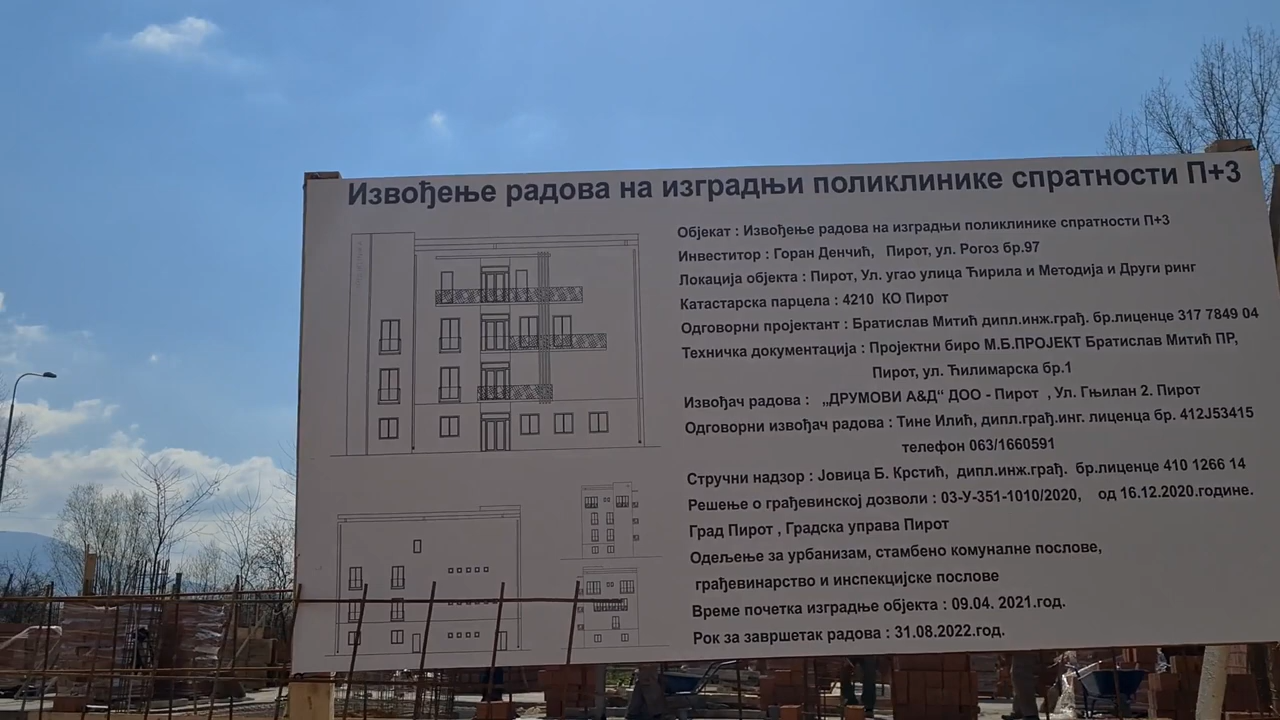 Извођење радова на изградњи поликлинике спратности П+3
Објекат : Извођење радова на изградњи поликлинике спратности П+3
Инвеститор : Горан Денчић, Пирот, ул. Рогоз бр.97
Локација објекта : Пирот, Ул. угао улица Ћирила и Методија и Други ринг
Катастарска парцела : 4210 КО Пирот
Одговорни пројектант : Братислав Митић дипл.инж.грађ. бр.лиценце 317 7849 04
Техничка документација : Пројектни биро М.Б.ПРОЈЕКТ Братислав Митић ПР,
Пирот, ул. Ћилимарска бр.1
Извођач радова : „ДРУМОВИ А&Д“ ДОО - Пирот , Ул. Гњилан 2. Пирот
Одговорни извођач радова : Тине Илић, дипл.грађ.инг. лиценца бр. 412Ј53415
телефон 063/1660591
Стручни надзор : Јовица Б. Крстић, дипл.инж.грађ. бр.лиценце 410 1266 14
Решење о грађевинској дозволи : 03-У-351-1010/2020, од 16.12.2020.године.
Град Пирот , Градска управа Пирот
Одељење за урбанизам, стамбено комуналне послове,
грађевинарство и инспекцијске послове
Време почетка изградње објекта : 09.04. 2021.год.
Рок за завршетак радова : 31.08.2022.год.